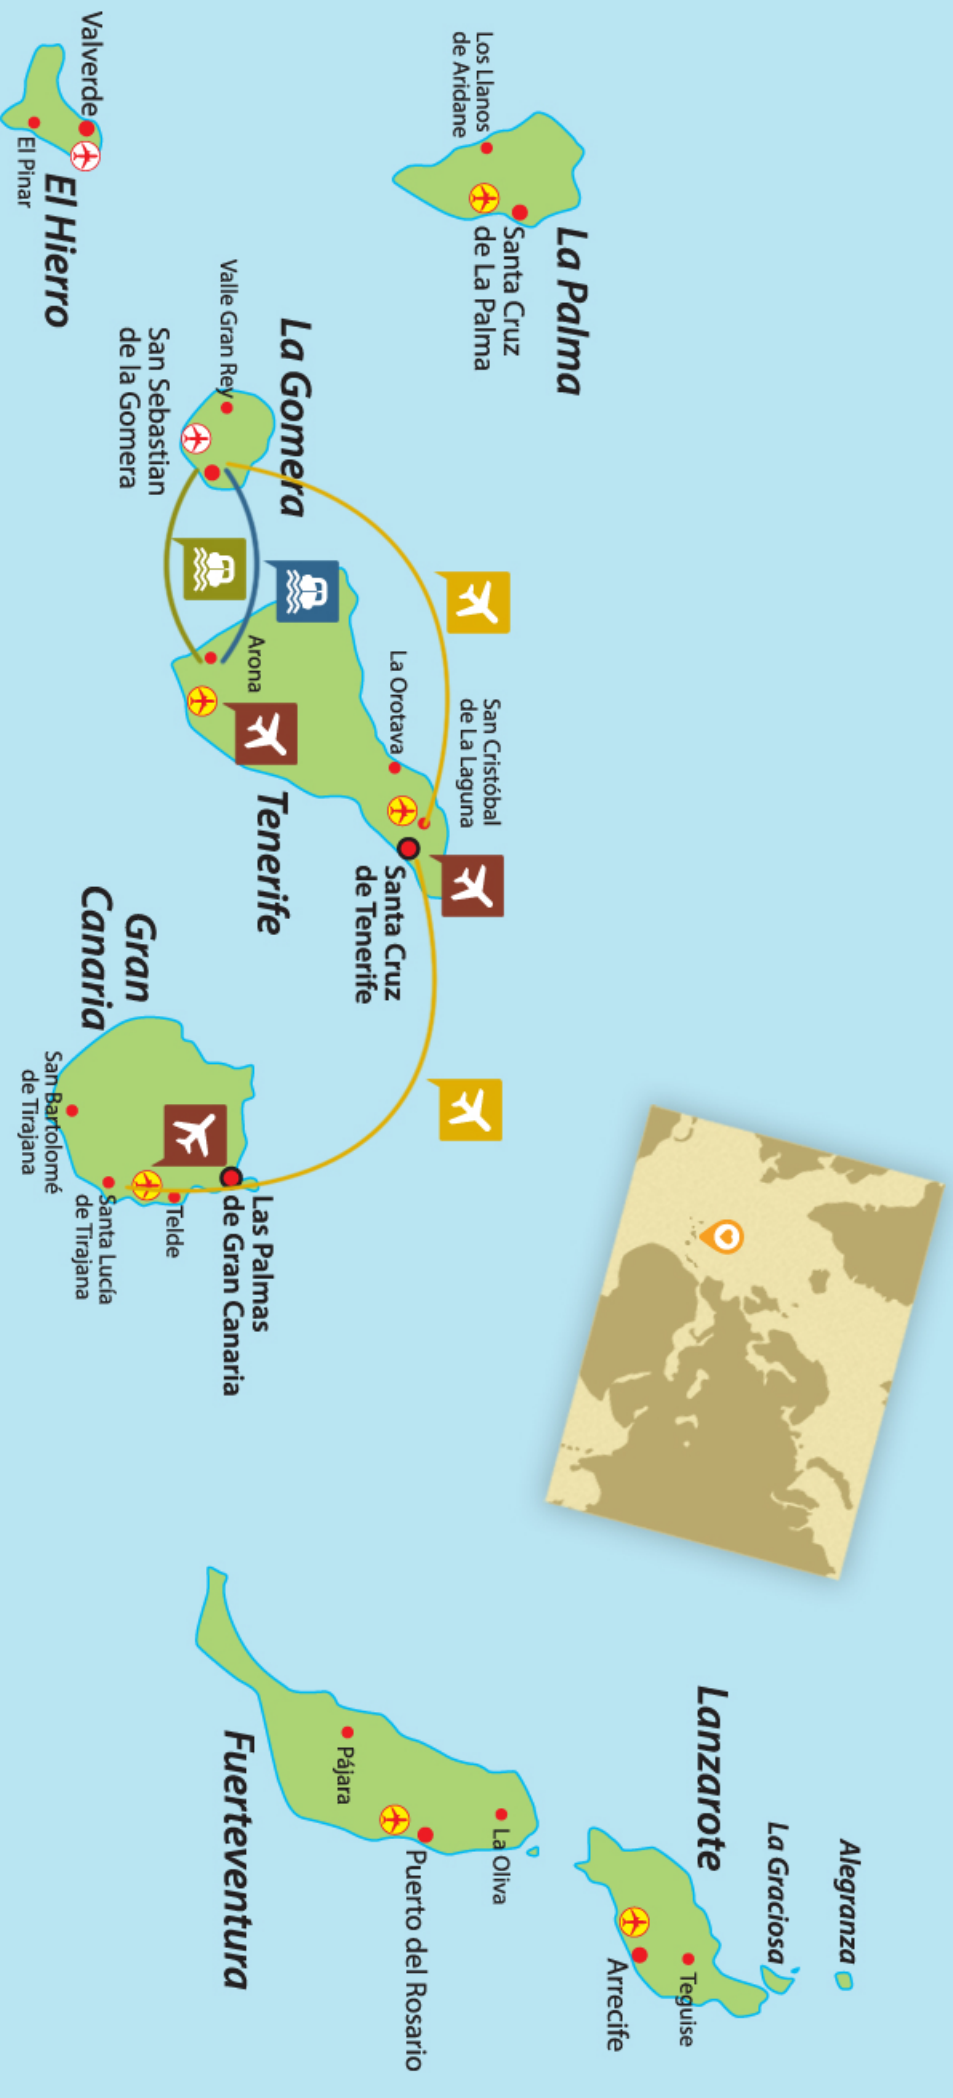 Alegranza
La Graciosa
Lanzarote
Teguise
Arrecife
La Palma
Los Llanos
de Aridane
Santa Cruz
de La Palma
San Cristóbal
de La Laguna
La Orotava
Santa Cruz
de Tenerife
Tenerife
Arona
La Gomera
Valle Gran Rey
San Sebastian
de la Gomera
La Oliva
Puerto del Rosario
Pájara
Fuerteventura
Las Palmas
de Gran Canaria
Gran
Canaria
Telde
Santa Lucía
de Tirajana
San Bartolomé
de Tirajana
Valverde
El Hierro
El Pinar